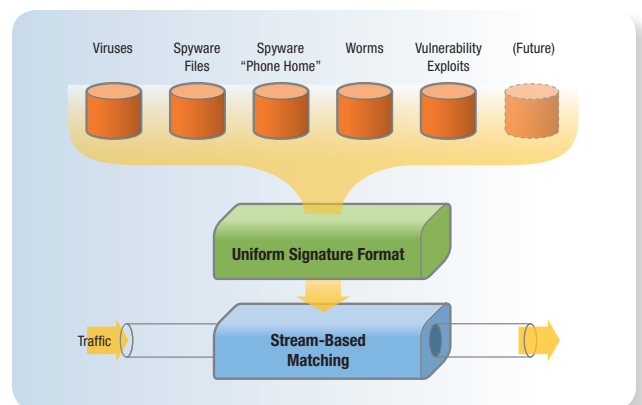 Viruses
Spyware
Files
Spyware
“Phone Home”
Worms
Vulnerability
Exploits
(Future)
Uniform Signature Format
Traffic
Stream-Based
Matching